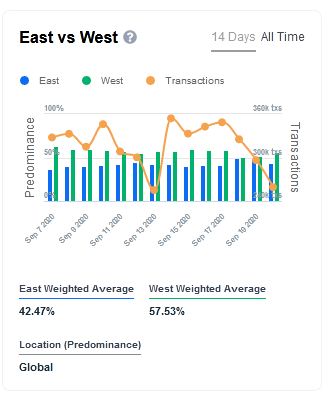 East vs West ?
14 Days All Time
East West Transactions
100% 360k txs
Predominance
50% 300k txs
Transactions
0%
Sep 7 2020 Sep 9 2020 Sep 11 2020 Sep 13 2020 Sep 15 2020 Sep 17 2020 Sep 19 2020
East Weighted Average West Weighted Average
42.47% 57.53%
Location (Predominance)
Global